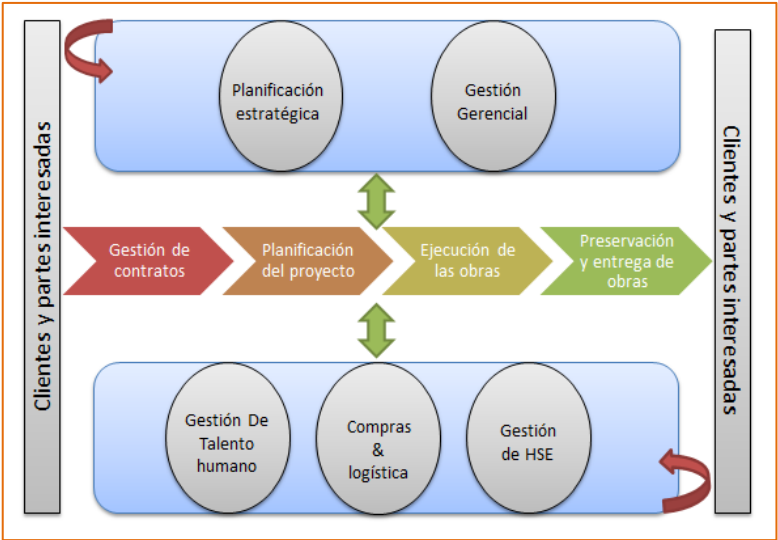 Clientes y partes interesadas
Planificación
estratégica
Gestión
Gerencial
Gestión de
contratos
Planificación
del proyecto
Ejecución de
las obras
Preservación
y entrega de
obras
Gestión De
Talento
humano
Compras
&
logística
Gestión
de HSE
Clientes y partes interesadas